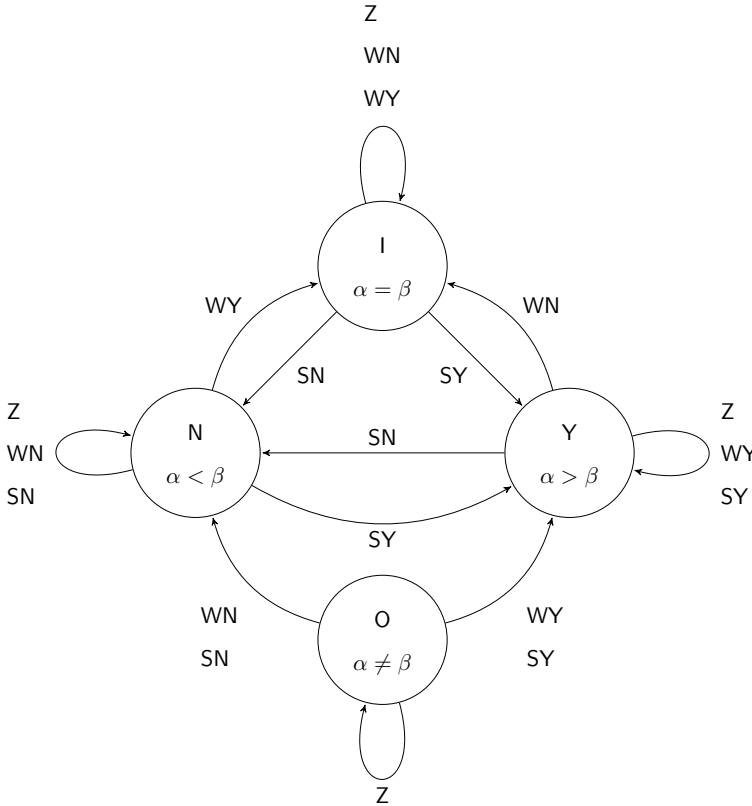 Z
WN
WY
I
α = β
WY
WN
SN
SY
Z
WN
SN
N
α < β
SN
Y
α > β
Z
WY
SY
SY
WN
SN
O
α ≠ β
WY
SY
Z